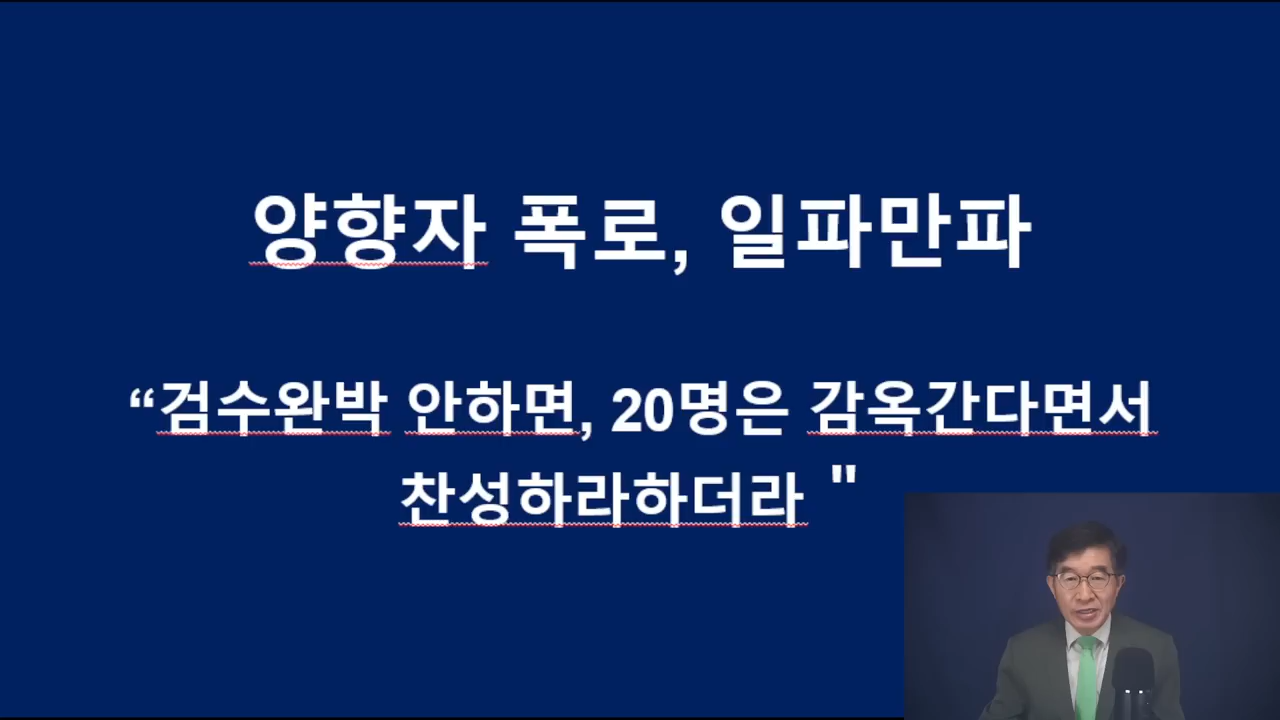 양향자 폭로, 일파만파
“검수완박 안하면, 20명은 감옥간다면서
찬성하라하더라 "